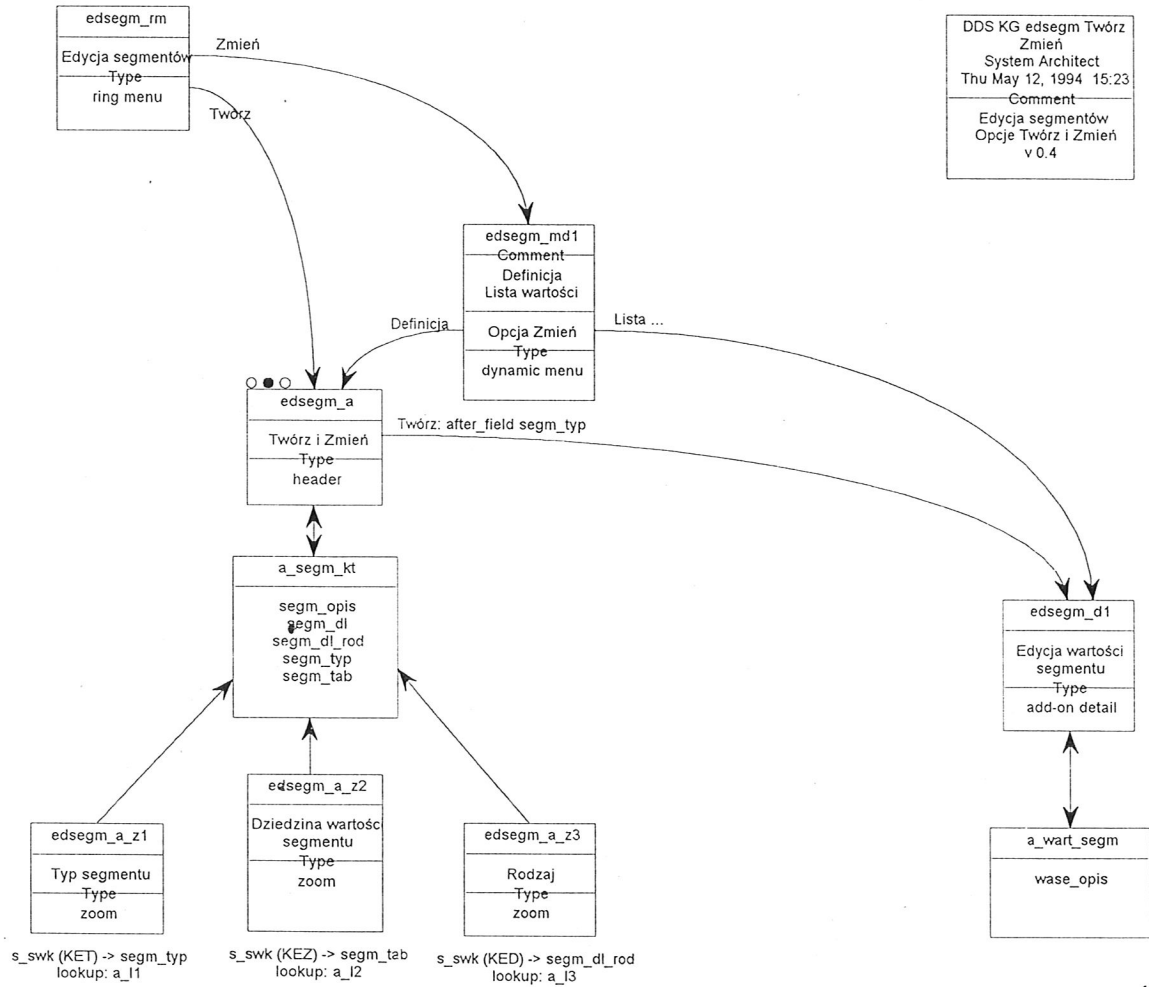 edsegm_rm
Edycja segmentów
Type
ring menu
Zmień
Twórz
DDS KG edsegm Twórz
Zmień
System Architect
Thu May 12, 1994 15:23
Comment
Edycja segmentów
Opcje Twórz i Zmień
v 0.4
edsegm_md1
Comment
Definicja
Lista wartości
Opcja Zmień
Type
dynamic menu
Definicja
Lista ...
edsegm_a
Twórz i Zmień
Type
header
Twórz: after_field segm_typ
a_segm_kt
segm_opis
segm_dl
segm_dl_rod
segm_typ
segm_tab
edsegm_d1
Edycja wartości
segmentu
Type
add-on detail
edsegm_a_z1
Typ segmentu
Type
zoom
s_swk (KET) -> segm_typ
lookup: a_l1
edsegm_a_z2
Dziedzina wartośc
segmentu
Type
zoom
s_swk (KEZ) -> segm_tab
lookup: a_l2
edsegm_a_z3
Rodzaj
Type
zoom
s_swk (KED) -> segm_dl_rod
lookup: a_l3
a_wart_segm
wase_opis